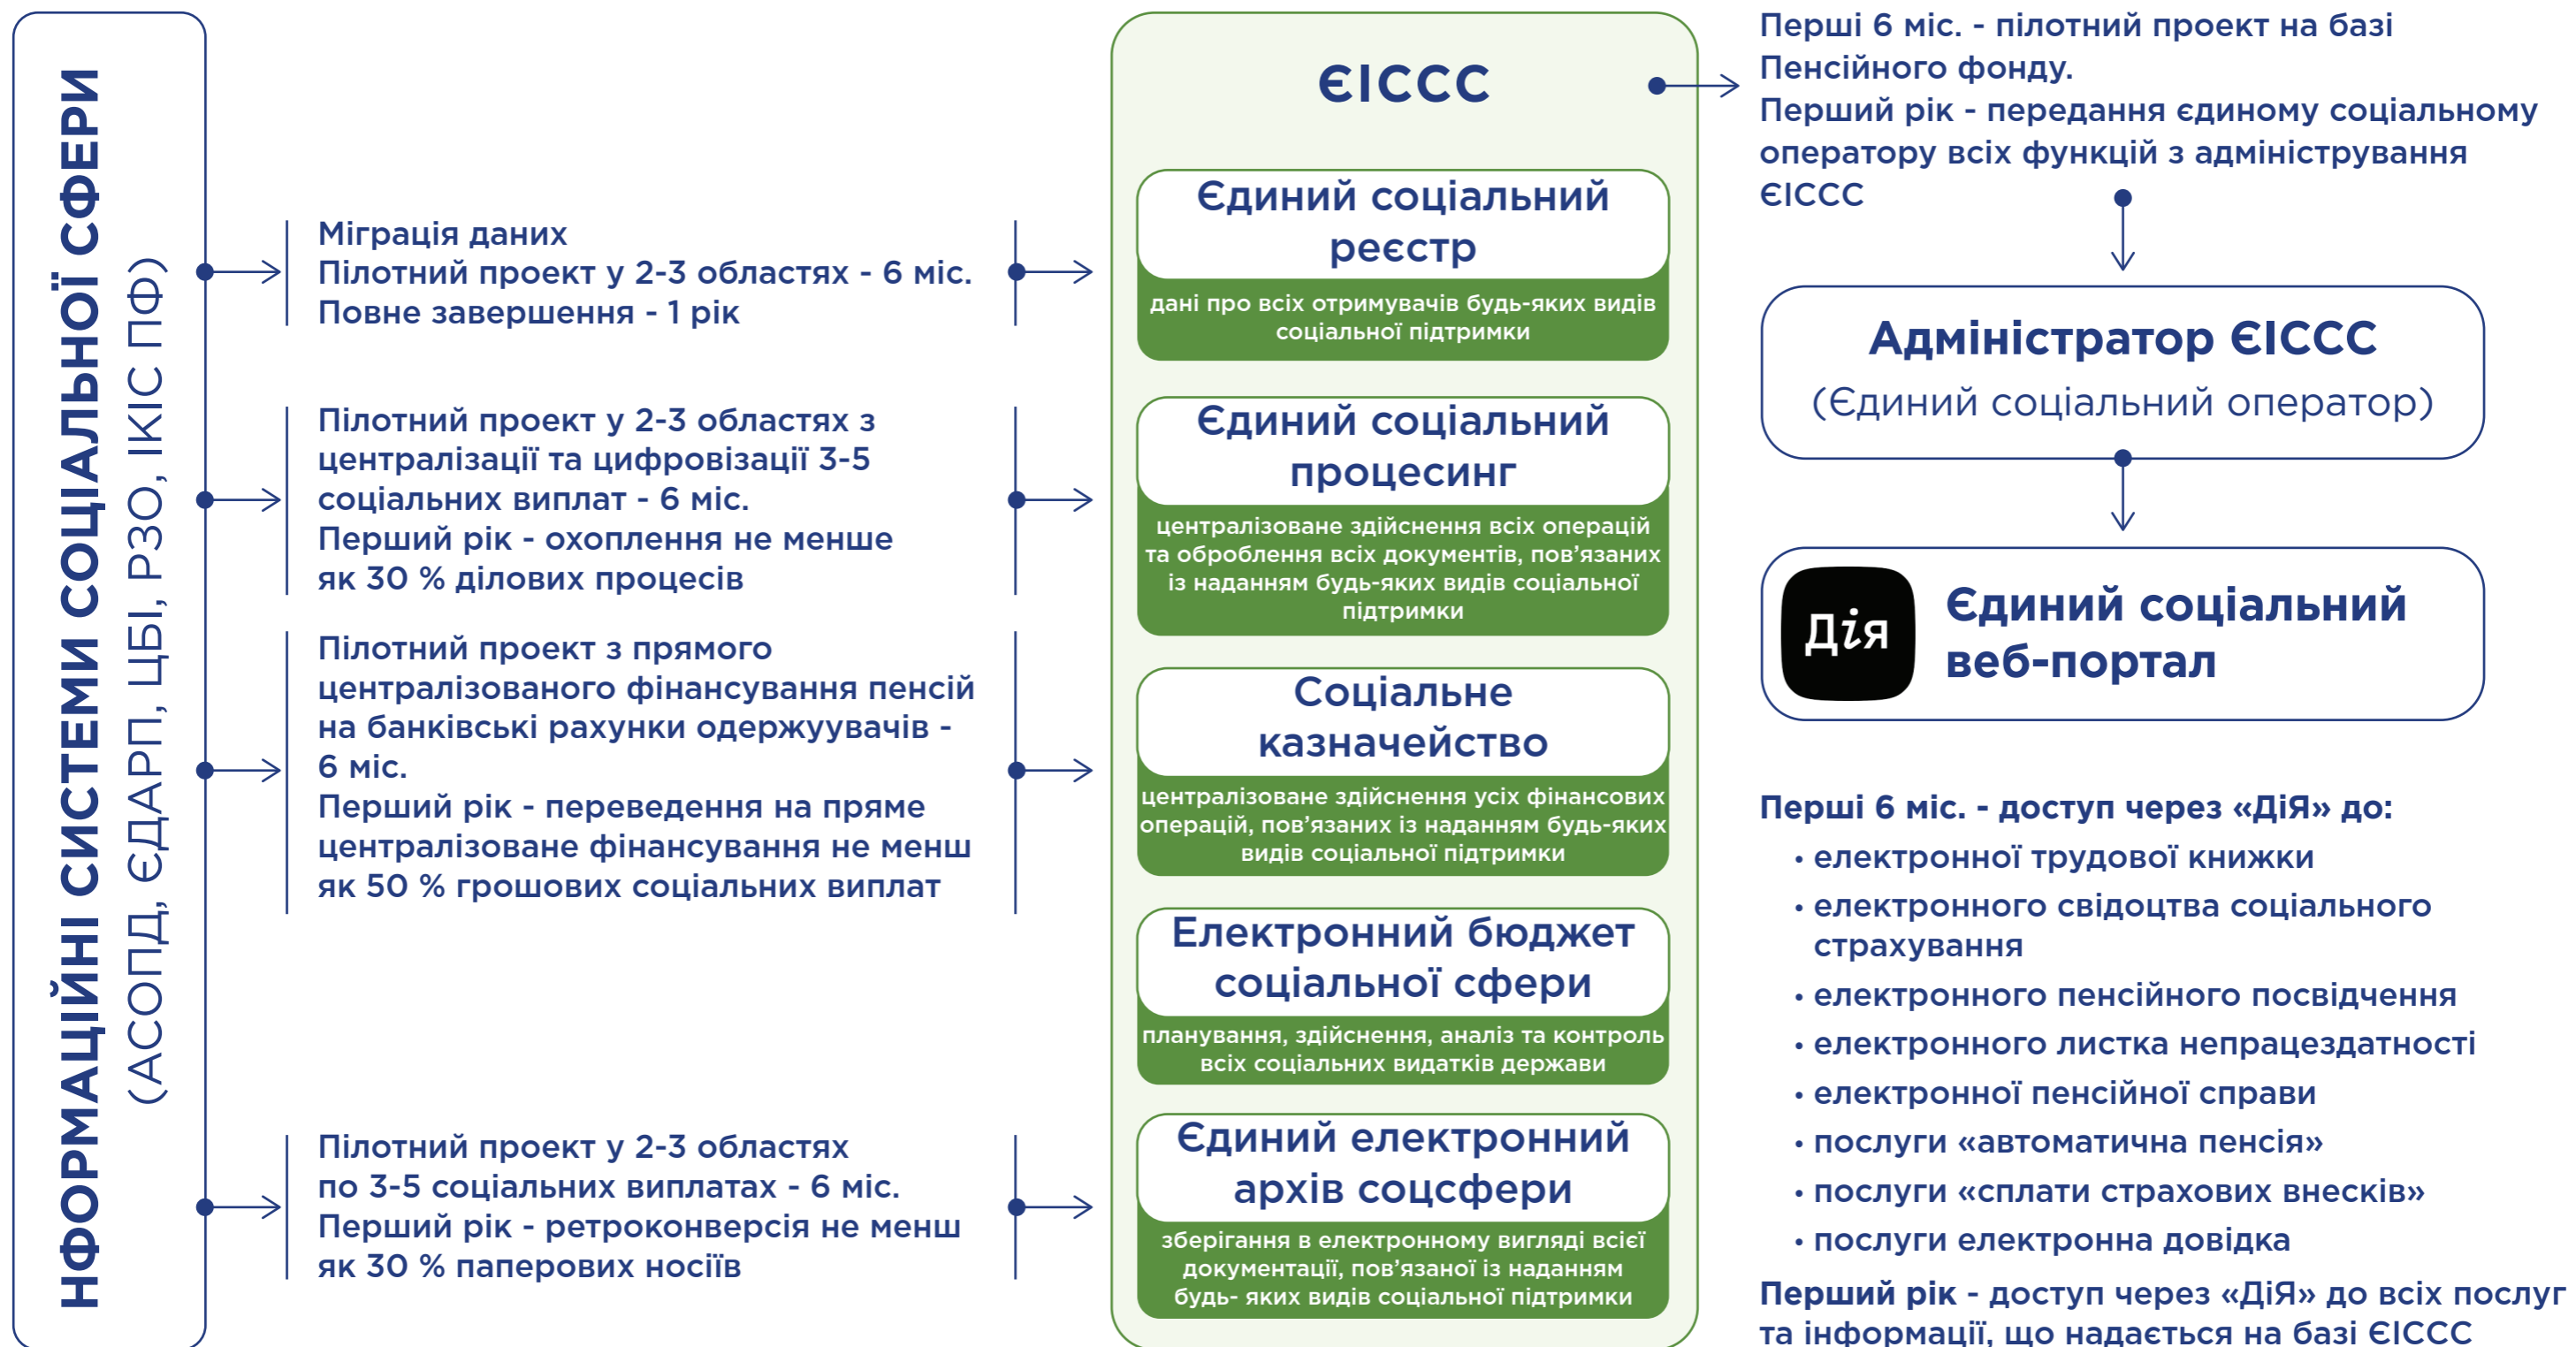 НФОРМАЦІЙНІ СИСТЕМИ СОЦІАЛЬНОЇ СФЕРИ
(АСОПД, ЄДАРП, ЦБІ, РЗО, ІКІС ПФ)
Міграція даних
Пілотний проект у 2-3 областях - 6 міс.
Повне завершення - 1 рік
Пілотний проект у 2-3 областях з
централізації та цифровізації 3-5
соціальних виплат - 6 міс.
Перший рік - охоплення не менше
як 30 % ділових процесів
Пілотний проект з прямого
централізованого фінансування пенсій
на банківські рахунки одержуувачів -
6 міс.
Перший рік - переведення на пряме
централізоване фінансування не менш
як 50 % грошових соціальних виплат
Пілотний проект у 2-3 областях
по 3-5 соціальних виплатах - 6 міс.
Перший рік - ретроконверсія не менш
як 30 % паперових носіїв
ЄІССС
Єдиний соціальний
реєстр
дані про всіх отримувачів будь-яких видів
соціальної підтримки
Єдиний соціальний
процесинг
централізоване здійснення всіх операцій
та оброблення всіх документів, пов’язаних
із наданням будь-яких видів соціальної
підтримки
Соціальне
казначейство
централізоване здійснення усіх фінансових
операцій, пов’язаних із наданням будь-яких
видів соціальної підтримки
Електронний бюджет
соціальної сфери
планування, здійснення, аналіз та контроль
всіх соціальних видатків держави
Єдиний електронний
архів соцсфери
зберігання в електронному вигляді всієї
документації, пов’язаної із наданням
будь- яких видів соціальної підтримки
Перші 6 міс. - пілотний проект на базі
Пенсійного фонду.
Перший рік - передання єдиному соціальному
оператору всіх функцій з адміністрування
ЄІССС
Адміністратор ЄІССС
(Єдиний соціальний оператор)
Дія
Єдиний соціальний
веб-портал
Перші 6 міс. - доступ через «ДіЯ» до:
• електронної трудової книжки
• електронного свідоцтва соціального
страхування
• електронного пенсійного посвідчення
• електронного листка непрацездатності
• електронної пенсійної справи
• послуги «автоматична пенсія»
• послуги «сплати страхових внесків»
• послуги електронна довідка
Перший рік - доступ через «ДіЯ» до всіх послуг
та інформації, що надається на базі ЄІССС